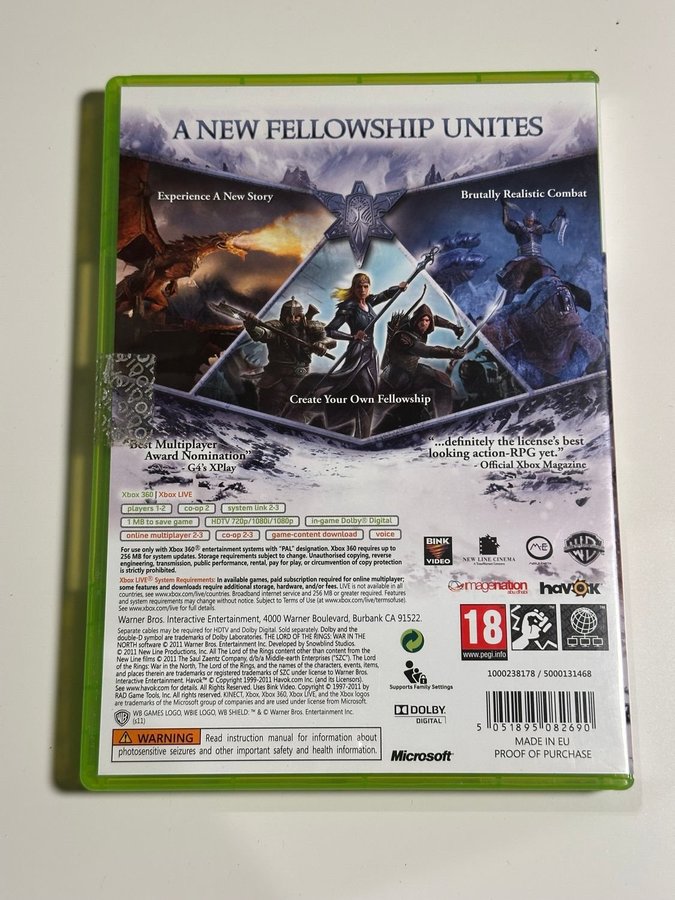 A NEW FELLOWSHIP UNITES
Experience A New Story
Brutally Realistic Combat
Create Your Own Fellowship
"Best Multiplayer
Award Nomination"
- G4's XPlay
"...definitely the license's best
looking action-RPG yet."
- Official Xbox Magazine
Xbox 360 | Xbox LIVE
players 1-2 co-op 2 system link 2-3
1 MB to save game HDTV 720p/1080i/1080p in-game Dolby® Digital
online multiplayer 2-3 co-op 2-3 game-content download voice
For use only with Xbox 360® entertainment systems with "PAL" designation. Xbox 360 requires up to
256 MB for system updates. Storage requirements subject to change. Unauthorised copying, reverse
engineering, transmission, public performance, rental, pay for play, or circumvention of copy protection
is strictly prohibited.
Xbox LIVE® System Requirements: In available games, paid subscription required for online multiplayer;
some features and downloads require additional storage, hardware, and/or fees. LIVE is not available in all
countries, see www.xbox.com/live/countries. Broadband internet service and 256 MB or greater required. Features
and system requirements may change without notice. Subject to Terms of Use (at www.xbox.com/live/termsofuse).
See www.xbox.com/live for full details.
Warner Bros. Interactive Entertainment, 4000 Warner Boulevard, Burbank CA 91522.
Separate cables may be required for HDTV and Dolby Digital. Sold separately. Dolby and the
double-D symbol are trademarks of Dolby Laboratories. THE LORD OF THE RINGS: WAR IN THE
NORTH software © 2011 Warner Bros. Entertainment Inc. Developed by Snowblind Studios.
© 2011 New Line Productions, Inc. All The Lord of the Rings content other than content from the
New Line films © 2011 The Saul Zaentz Company, d/b/a Middle-earth Enterprises ("SZC"). The Lord
of the Rings: War in the North, The Lord of the Rings, and the names of the characters, events, items,
and places therein are trademarks or registered trademarks of SZC under license to Warner Bros.
Interactive Entertainment. Havok™ © Copyright 1999-2011 Havok.com Inc. (and its Licensors).
See www.havok.com for details. All Rights Reserved. Uses Bink Video. Copyright © 1997-2011 by
RAD Game Tools, Inc. All rights reserved. KINECT, Xbox, Xbox 360, Xbox LIVE, and the Xbox logos
are trademarks of the Microsoft group of companies and are used under license from Microsoft.
WB GAMES LOGO, WBIE LOGO, WB SHIELD: ™ & © Warner Bros. Entertainment Inc.
(s11)
WARNING Read instruction manual for information about
photosensitive seizures and other important safety and health information.
BINK
VIDEO
NEW LINE CINEMA
WB
imagenation
abu dhabi
havok
18
www.pegi.info
Supports Family Settings
DOLBY
DIGITAL
Microsoft
1000238178 / 5000131468
5 051895 082690
MADE IN EU
PROOF OF PURCHASE